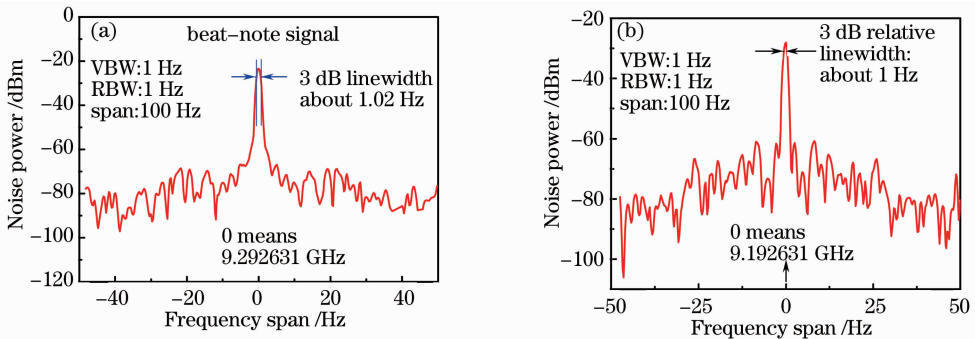 (a)
beat−note signal
VBW:1 Hz
RBW:1 Hz
span:100 Hz
3 dB linewidth
about 1.02 Hz
0 means
9.292631 GHz
0
−20
−40
−60
−80
−100
−120
Noise power /dBm
−40
−20
0
20
40
Frequency span /Hz
(b)
VBW:1 Hz
RBW:1 Hz
span:100 Hz
3 dB relative
linewidth:
about 1 Hz
0 means
9.192631 GHz
−20
−40
−60
−80
−100
Noise power /dBm
−50
−25
0
25
50
Frequency span /Hz